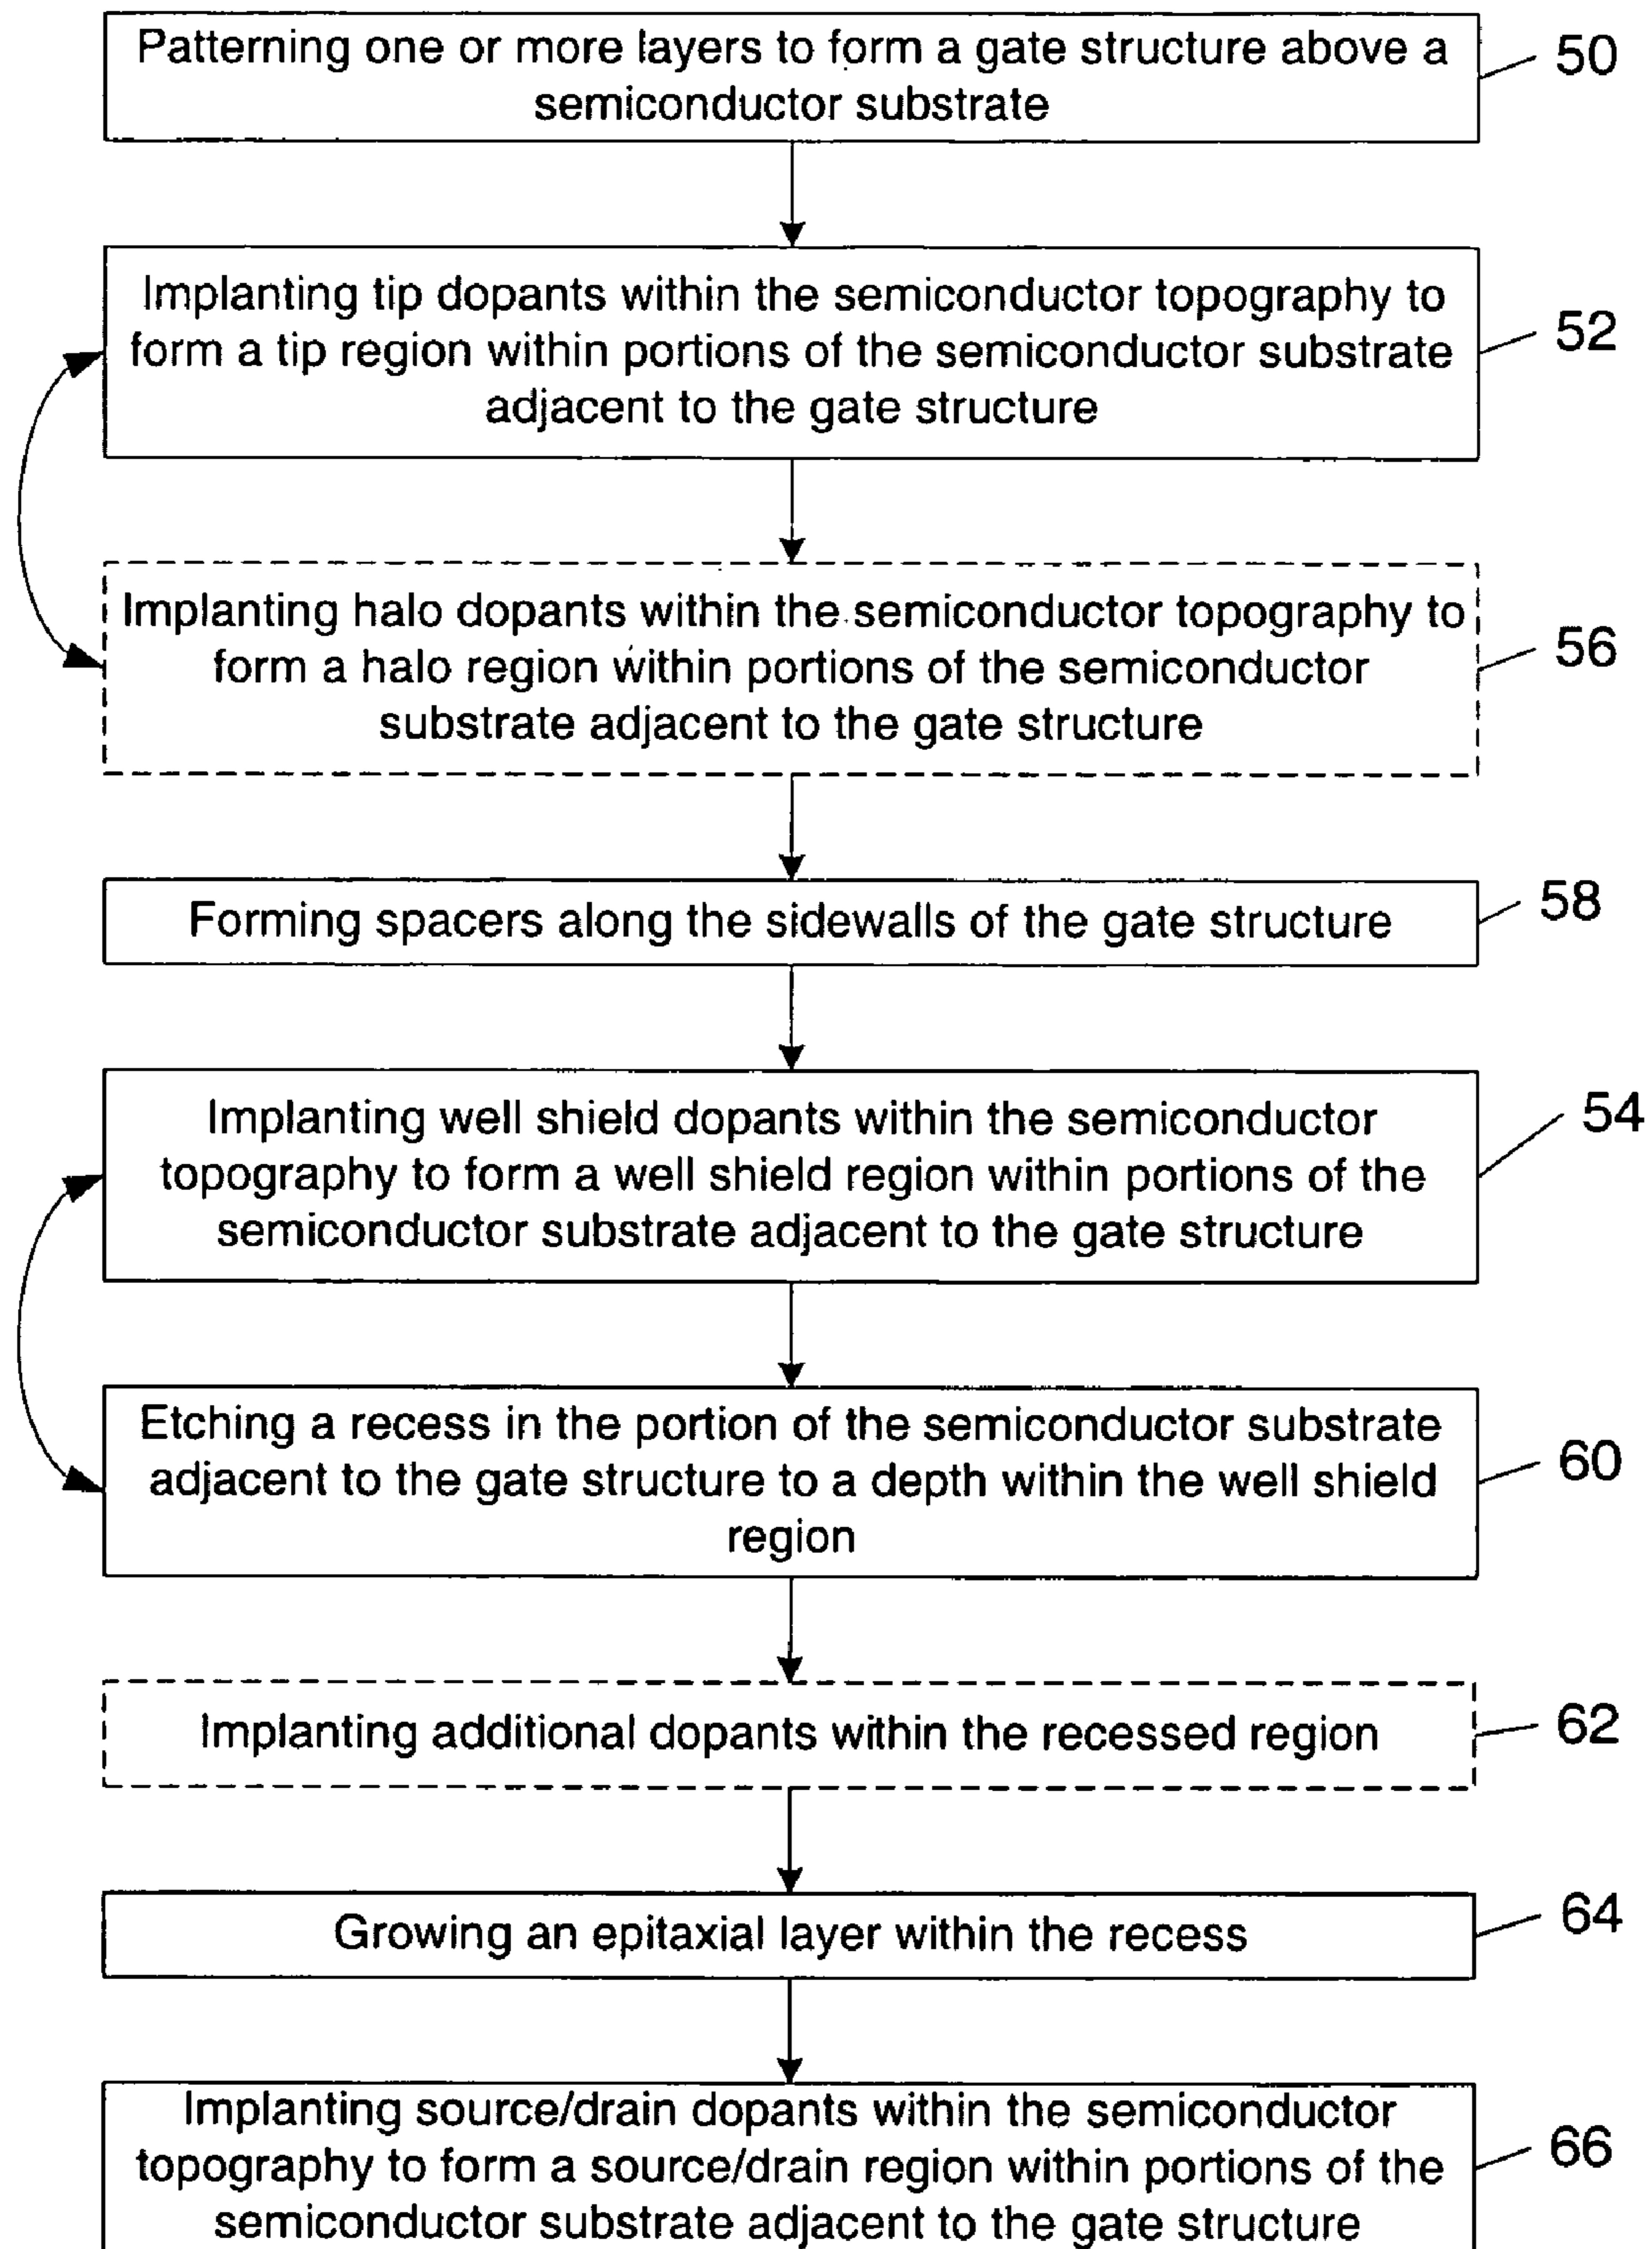 Patterning one or more layers to form a gate structure above a
semiconductor substrate
50
Implanting tip dopants within the semiconductor topography to
form a tip region within portions of the semiconductor substrate
adjacent to the gate structure
52
Implanting halo dopants within the semiconductor topography to
form a halo region within portions of the semiconductor
substrate adjacent to the gate structure
56
Forming spacers along the sidewalls of the gate structure
58
Implanting well shield dopants within the semiconductor
topography to form a well shield region within portions of the
semiconductor substrate adjacent to the gate structure
54
Etching a recess in the portion of the semiconductor substrate
adjacent to the gate structure to a depth within the well shield
region
60
Implanting additional dopants within the recessed region
62
Growing an epitaxial layer within the recess
64
Implanting source/drain dopants within the semiconductor
topography to form a source/drain region within portions of the
semiconductor substrate adjacent to the gate structure
66